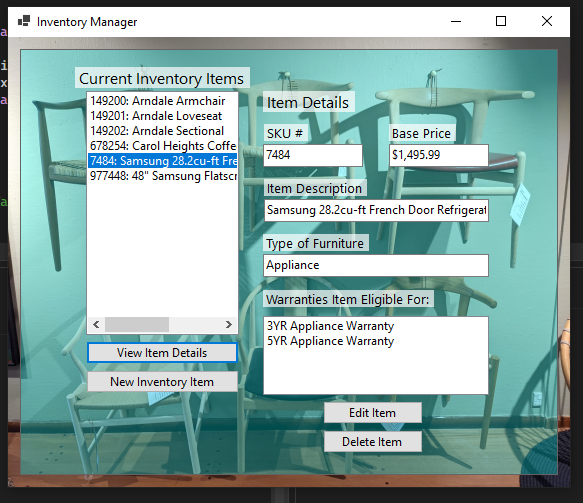 Inventory Manager
Current Inventory Items
149200: Arndale Armchair
149201: Arndale Loveseat
149202: Arndale Sectional
678254: Carol Heights Coffe
7484: Samsung 28.2cu-ft Fre
977448: 48" Samsung Flatscr
View Item Details
New Inventory Item
Item Details
SKU #
Base Price
7484
$1,495.99
Item Description
Samsung 28.2cu-ft French Door Refrigerat
Type of Furniture
Appliance
Warranties Item Eligible For:
3YR Appliance Warranty
5YR Appliance Warranty
Edit Item
Delete Item